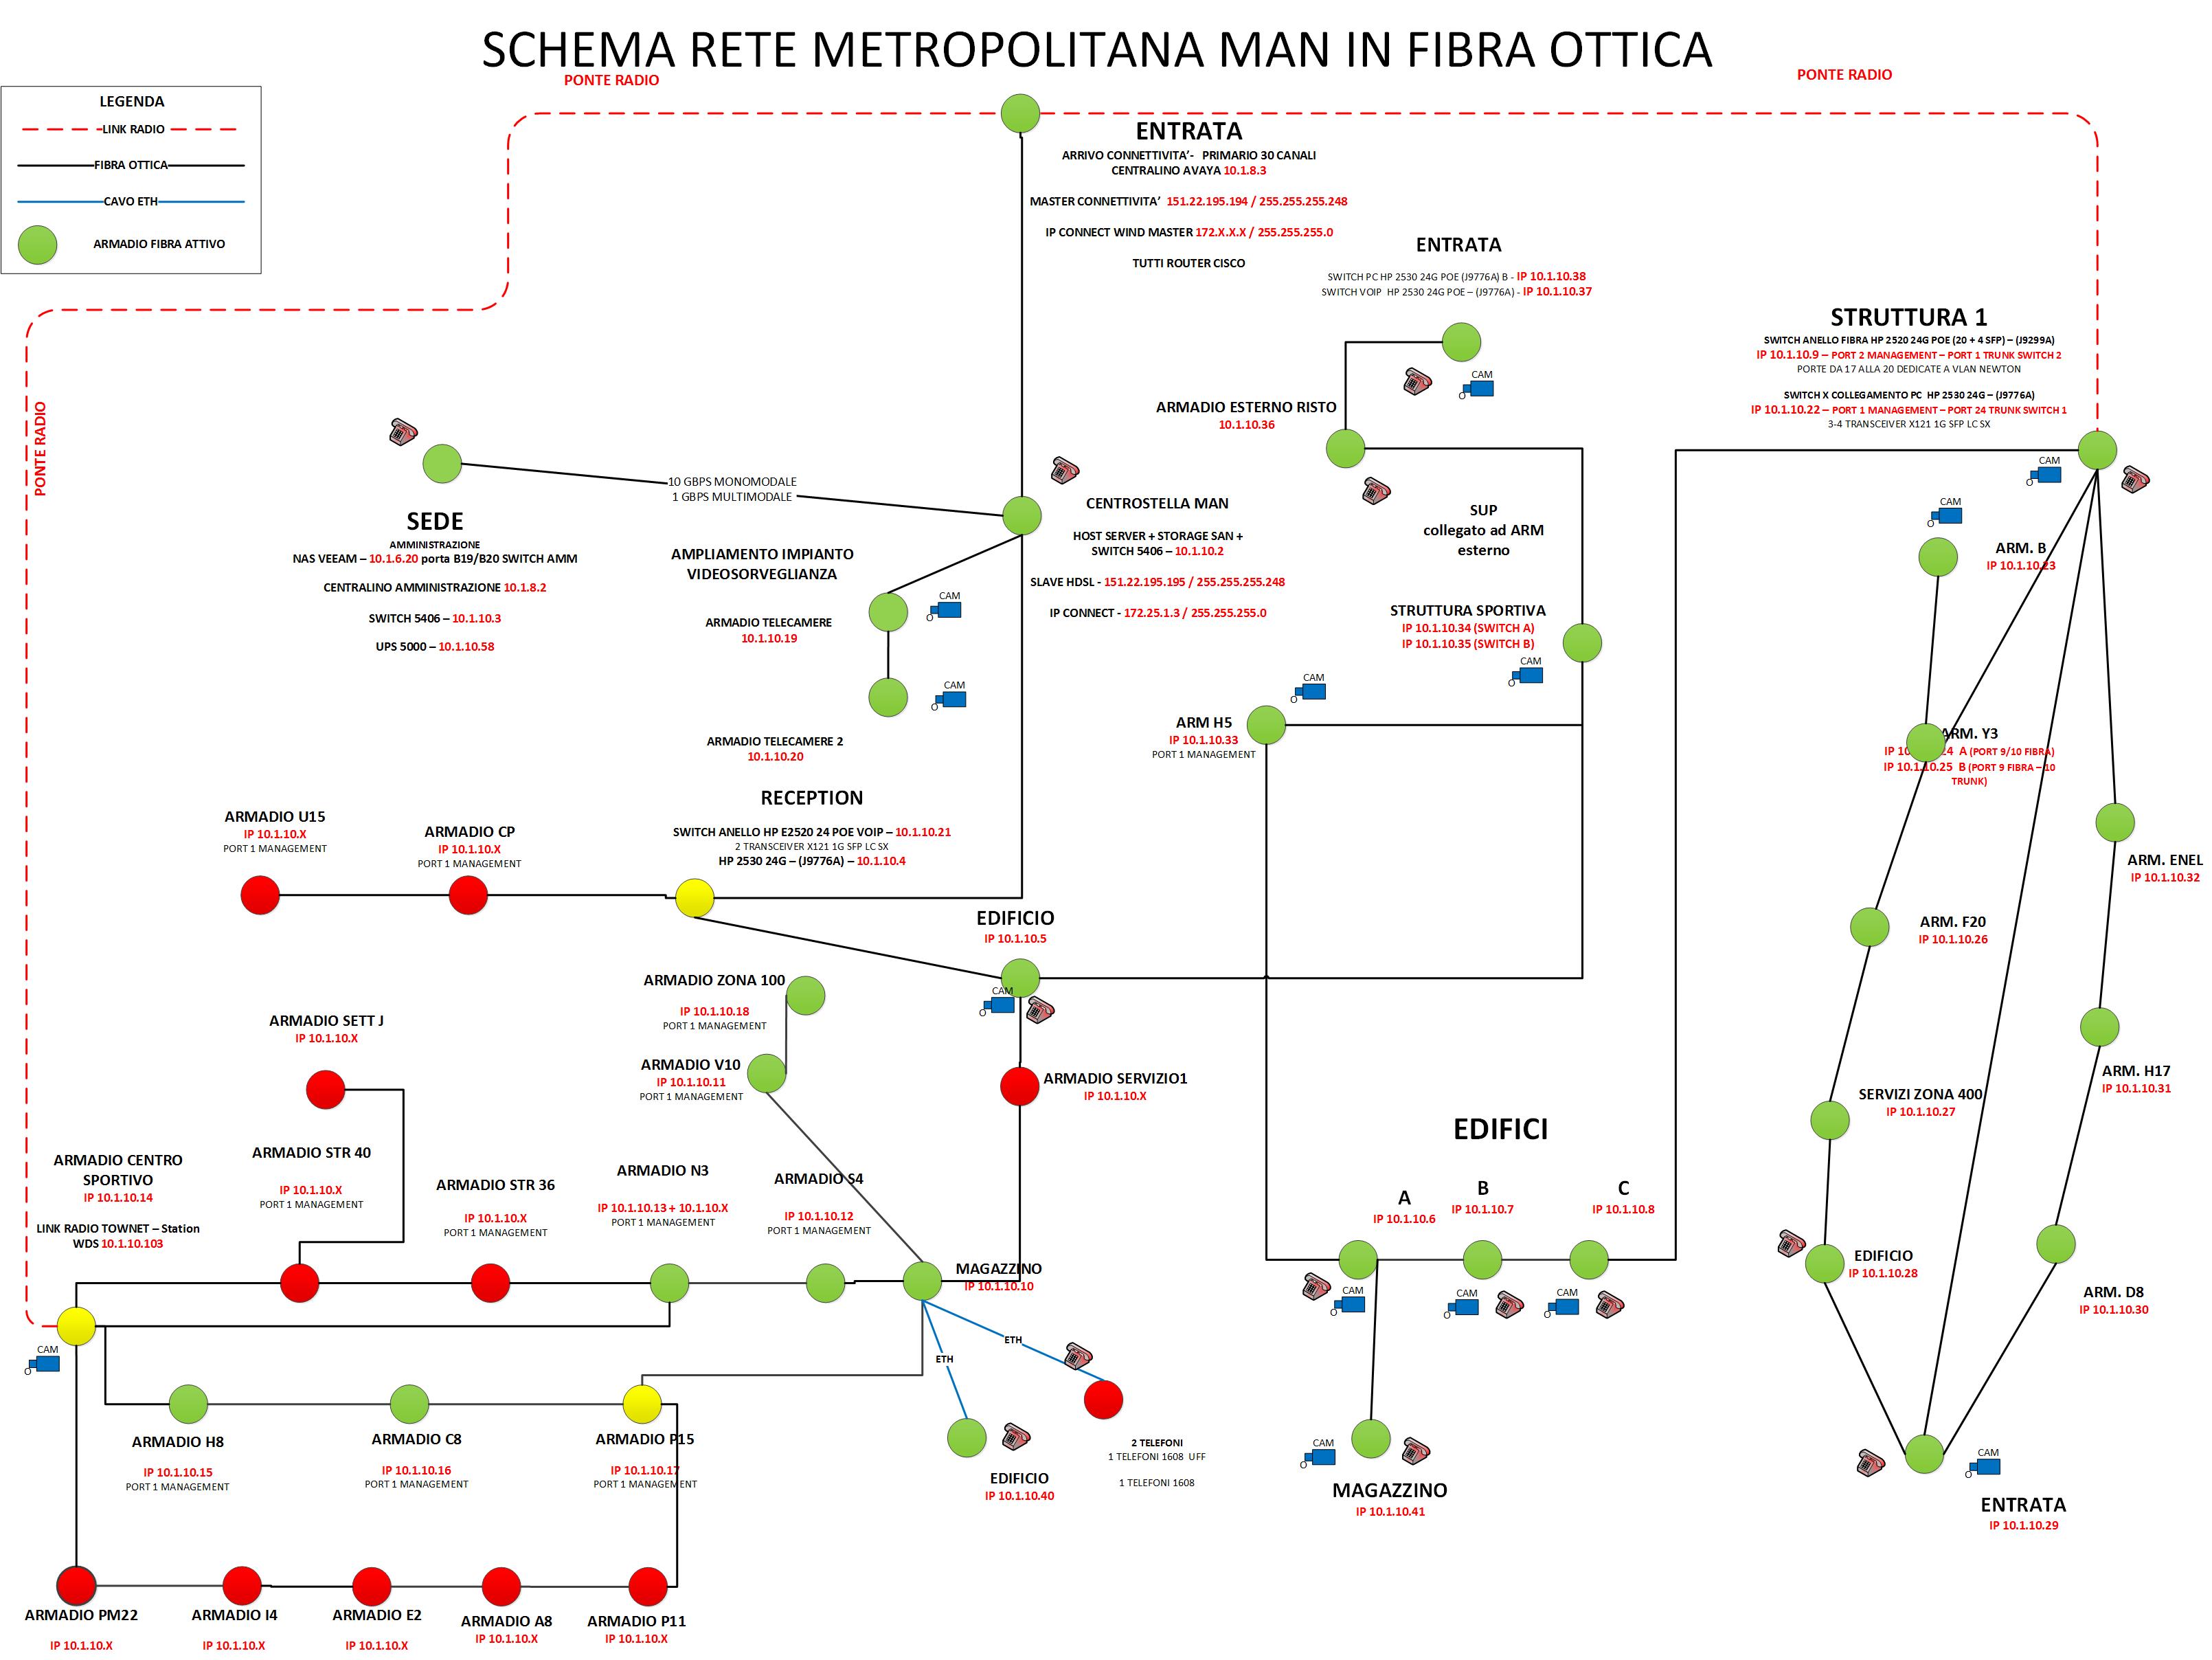 SCHEMA RETE METROPOLITANA MAN IN FIBRA OTTICA
PONTE RADIO
PONTE RADIO
LEGENDA
LINK RADIO
FIBRA OTTICA
CAVO ETH
ARMADIO FIBRA ATTIVO
ENTRATA
ARRIVO CONNETTIVITA’- PRIMARIO 30 CANALI
CENTRALINO AVAYA 10.1.8.3
MASTER CONNETTIVITA’ 151.22.195.194 / 255.255.255.248
IP CONNECT WIND MASTER 172.X.X.X / 255.255.255.0
TUTTI ROUTER CISCO
ENTRATA
SWITCH PC HP 2530 24G POE (J9776A) B - IP 10.1.10.38
SWITCH VOIP HP 2530 24G POE – (J9776A) - IP 10.1.10.37
CAM
ARMADIO ESTERNO RISTO
10.1.10.36
STRUTTURA 1
SWITCH ANELLO FIBRA HP 2520 24G POE (20 + 4 SFP) – (J9299A)
IP 10.1.10.9 – PORT 2 MANAGEMENT – PORT 1 TRUNK SWITCH 2
PORTE DA 17 ALLA 20 DEDICATE A VLAN NEWTON
SWITCH X COLLEGAMENTO PC HP 2530 24G – (J9776A)
IP 10.1.10.22 – PORT 1 MANAGEMENT – PORT 24 TRUNK SWITCH 1
3-4 TRANSCEIVER X121 1G SFP LC SX
CAM
PONTE RADIO
10 GBPS MONOMODALE
1 GBPS MULTIMODALE
SEDE
AMMINISTRAZIONE
NAS VEEAM – 10.1.6.20 porta B19/B20 SWITCH AMM
CENTRALINO AMMINISTRAZIONE 10.1.8.2
SWITCH 5406 – 10.1.10.3
UPS 5000 – 10.1.10.58
CENTROSTELLA MAN
HOST SERVER + STORAGE SAN +
SWITCH 5406 – 10.1.10.2
SLAVE HDSL - 151.22.195.195 / 255.255.255.248
IP CONNECT - 172.25.1.3 / 255.255.255.0
AMPLIAMENTO IMPIANTO
VIDEOSORVEGLIANZA
ARMADIO TELECAMERE
10.1.10.19
CAM
CAM
ARMADIO TELECAMERE 2
10.1.10.20
SUP
collegato ad ARM
esterno
STRUTTURA SPORTIVA
IP 10.1.10.34 (SWITCH A)
IP 10.1.10.35 (SWITCH B)
CAM
CAM
ARM H5
IP 10.1.10.33
PORT 1 MANAGEMENT
CAM
ARM. B
IP 10.1.10.23
ARM. Y3
4 A (PORT 9/10 FIBRA)
IP 10.1.10.25 B (PORT 9 FIBRA – 10
TRUNK)
ARM. ENEL
IP 10.1.10.32
ARM. F20
IP 10.1.10.26
ARM. H17
IP 10.1.10.31
SERVIZI ZONA 400
IP 10.1.10.27
EDIFICIO
IP 10.1.10.28
ARM. D8
IP 10.1.10.30
CAM
ENTRATA
IP 10.1.10.29
RECEPTION
SWITCH ANELLO HP E2520 24 POE VOIP – 10.1.10.21
2 TRANSCEIVER X121 1G SFP LC SX
HP 2530 24G – (J9776A) – 10.1.10.4
ARMADIO U15
IP 10.1.10.X
PORT 1 MANAGEMENT
ARMADIO CP
IP 10.1.10.X
PORT 1 MANAGEMENT
EDIFICIO
IP 10.1.10.5
CAM
ARMADIO ZONA 100
IP 10.1.10.18
PORT 1 MANAGEMENT
ARMADIO V10
IP 10.1.10.11
PORT 1 MANAGEMENT
ARMADIO SERVIZIO1
IP 10.1.10.X
ARMADIO SETT J
IP 10.1.10.X
ARMADIO CENTRO
SPORTIVO
IP 10.1.10.14
LINK RADIO TOWNET – Station
WDS 10.1.10.103
CAM
ARMADIO STR 40
IP 10.1.10.X
PORT 1 MANAGEMENT
ARMADIO STR 36
IP 10.1.10.X
PORT 1 MANAGEMENT
ARMADIO N3
IP 10.1.10.13 + 10.1.10.X
PORT 1 MANAGEMENT
ARMADIO S4
IP 10.1.10.12
PORT 1 MANAGEMENT
MAGAZZINO
IP 10.1.10.10
EDIFICI
A
IP 10.1.10.6
B
IP 10.1.10.7
C
IP 10.1.10.8
CAM
CAM
CAM
CAM
MAGAZZINO
IP 10.1.10.41
ETH
ETH
EDIFICIO
IP 10.1.10.40
2 TELEFONI
1 TELEFONI 1608 UFF
1 TELEFONI 1608
ARMADIO H8
IP 10.1.10.15
PORT 1 MANAGEMENT
ARMADIO C8
IP 10.1.10.16
PORT 1 MANAGEMENT
ARMADIO P15
IP 10.1.10.17
PORT 1 MANAGEMENT
ARMADIO PM22
IP 10.1.10.X
ARMADIO I4
IP 10.1.10.X
ARMADIO E2
IP 10.1.10.X
ARMADIO A8
IP 10.1.10.X
ARMADIO P11
IP 10.1.10.X